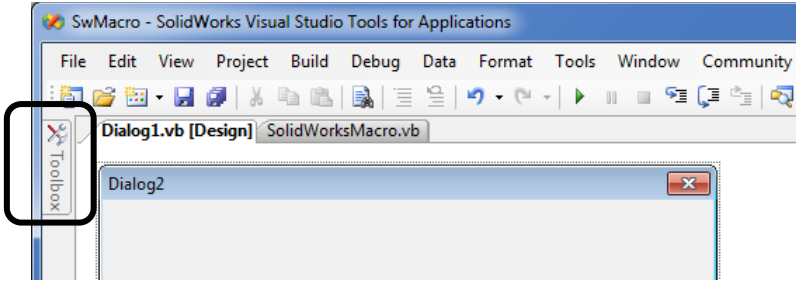 SwMacro - SolidWorks Visual Studio Tools for Applications
File Edit View Project Build Debug Data Format Tools Window Community
Toolbox
Dialog1.vb [Design] SolidWorksMacro.vb
Dialog2